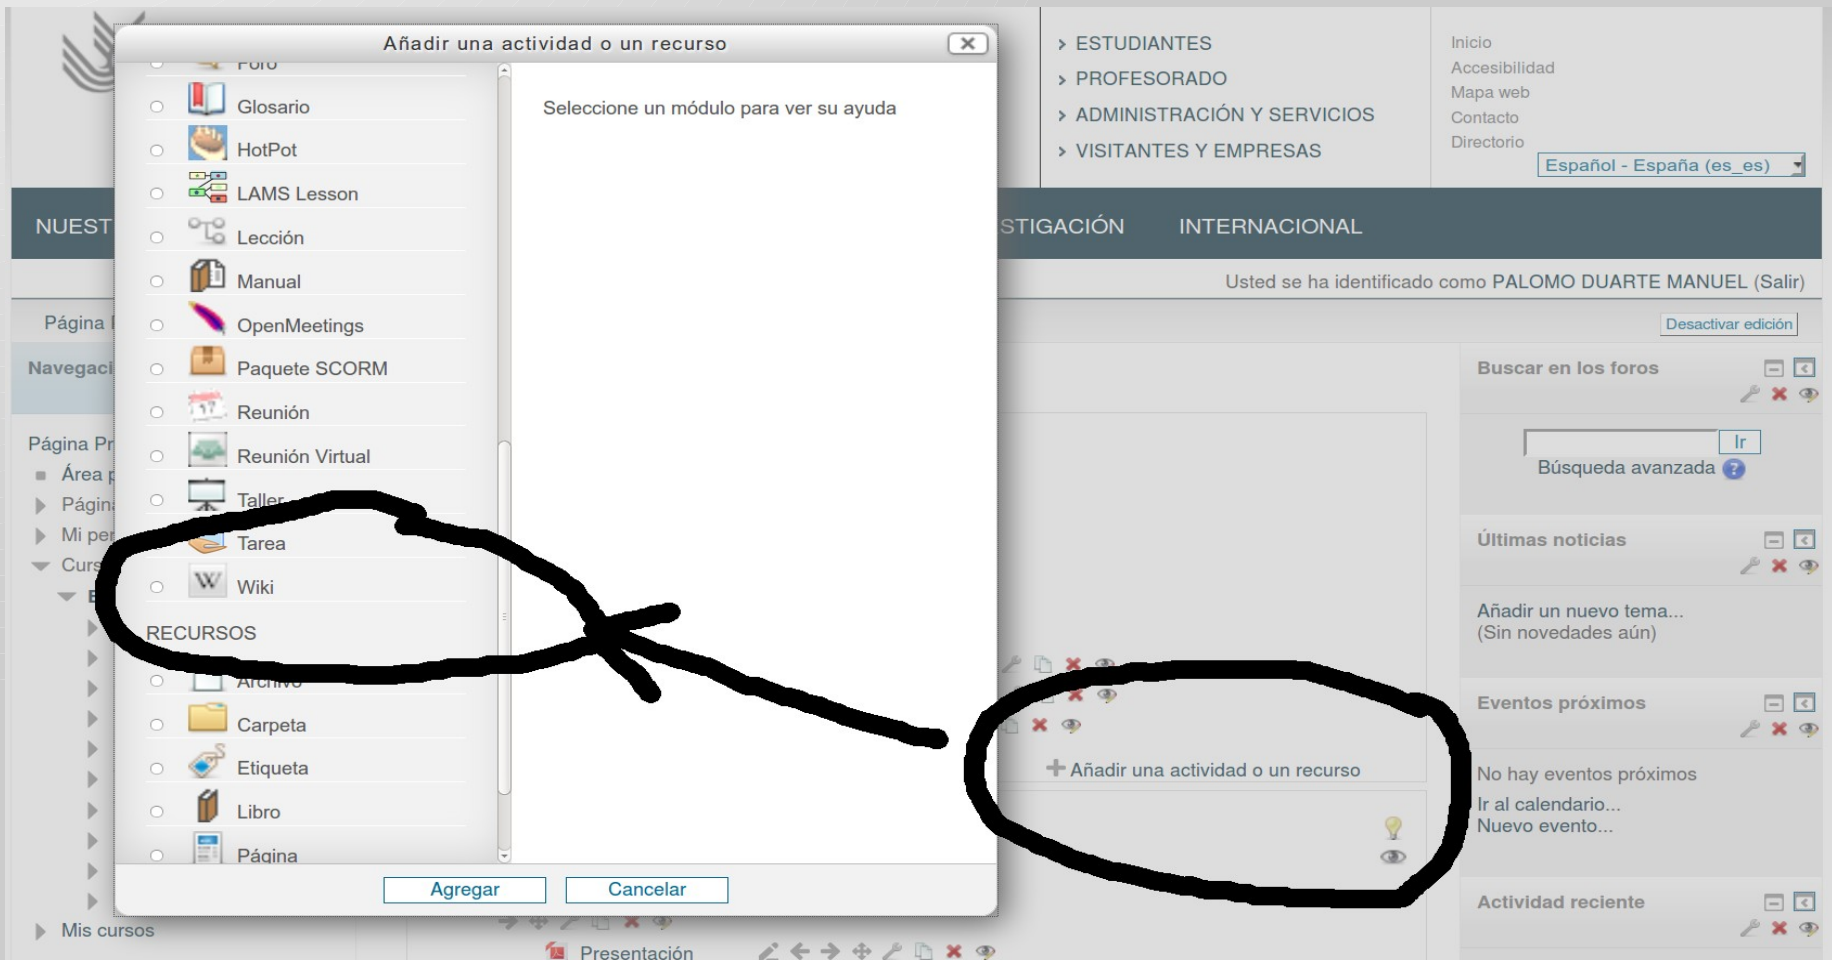 Añadir una actividad o un recurso
Foro
Glosario
HotPot
LAMS Lesson
Lección
Manual
OpenMeetings
Paquete SCORM
Reunión
Reunión Virtual
Taller
Tarea
Wiki
RECURSOS
Archivo
Carpeta
Etiqueta
Libro
Página
Seleccione un módulo para ver su ayuda
Agregar
Cancelar
ESTUDIANTES
PROFESORADO
ADMINISTRACIÓN Y SERVICIOS
VISITANTES Y EMPRESAS
Inicio
Accesibilidad
Mapa web
Contacto
Directorio
Español - España (es_es)
NUEST
STIGACIÓN
INTERNACIONAL
Usted se ha identificado como PALOMO DUARTE MANUEL (Salir)
Página
Desactivar edición
Navegaci
Página Pr
Área p
Págin
Mi per
Curs
Mis cursos
Añadir una actividad o un recurso
Presentación
Buscar en los foros
Ir
Búsqueda avanzada
Últimas noticias
Añadir un nuevo tema...
(Sin novedades aún)
Eventos próximos
No hay eventos próximos
Ir al calendario...
Nuevo evento...
Actividad reciente